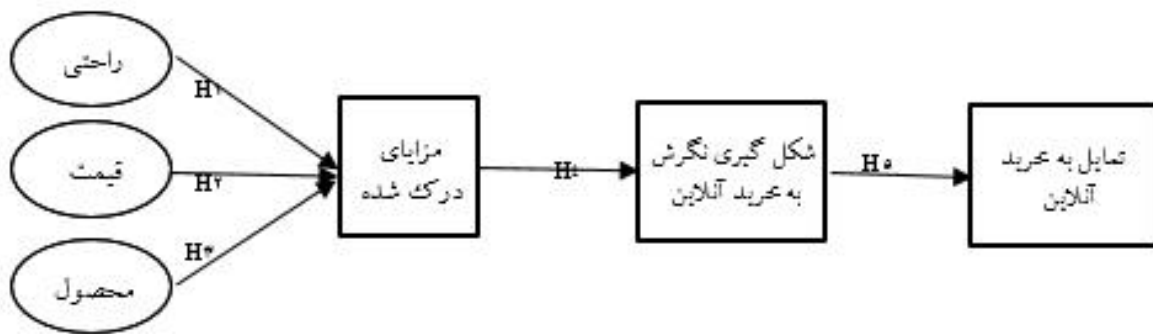 راحتی
H۱
قیمت
H۲
محصول
H۳
مزایای
درک شده
H٤
شکل گیری نگرش
به خرید آنلاین
H۵
تمایل به خرید
آنلاین